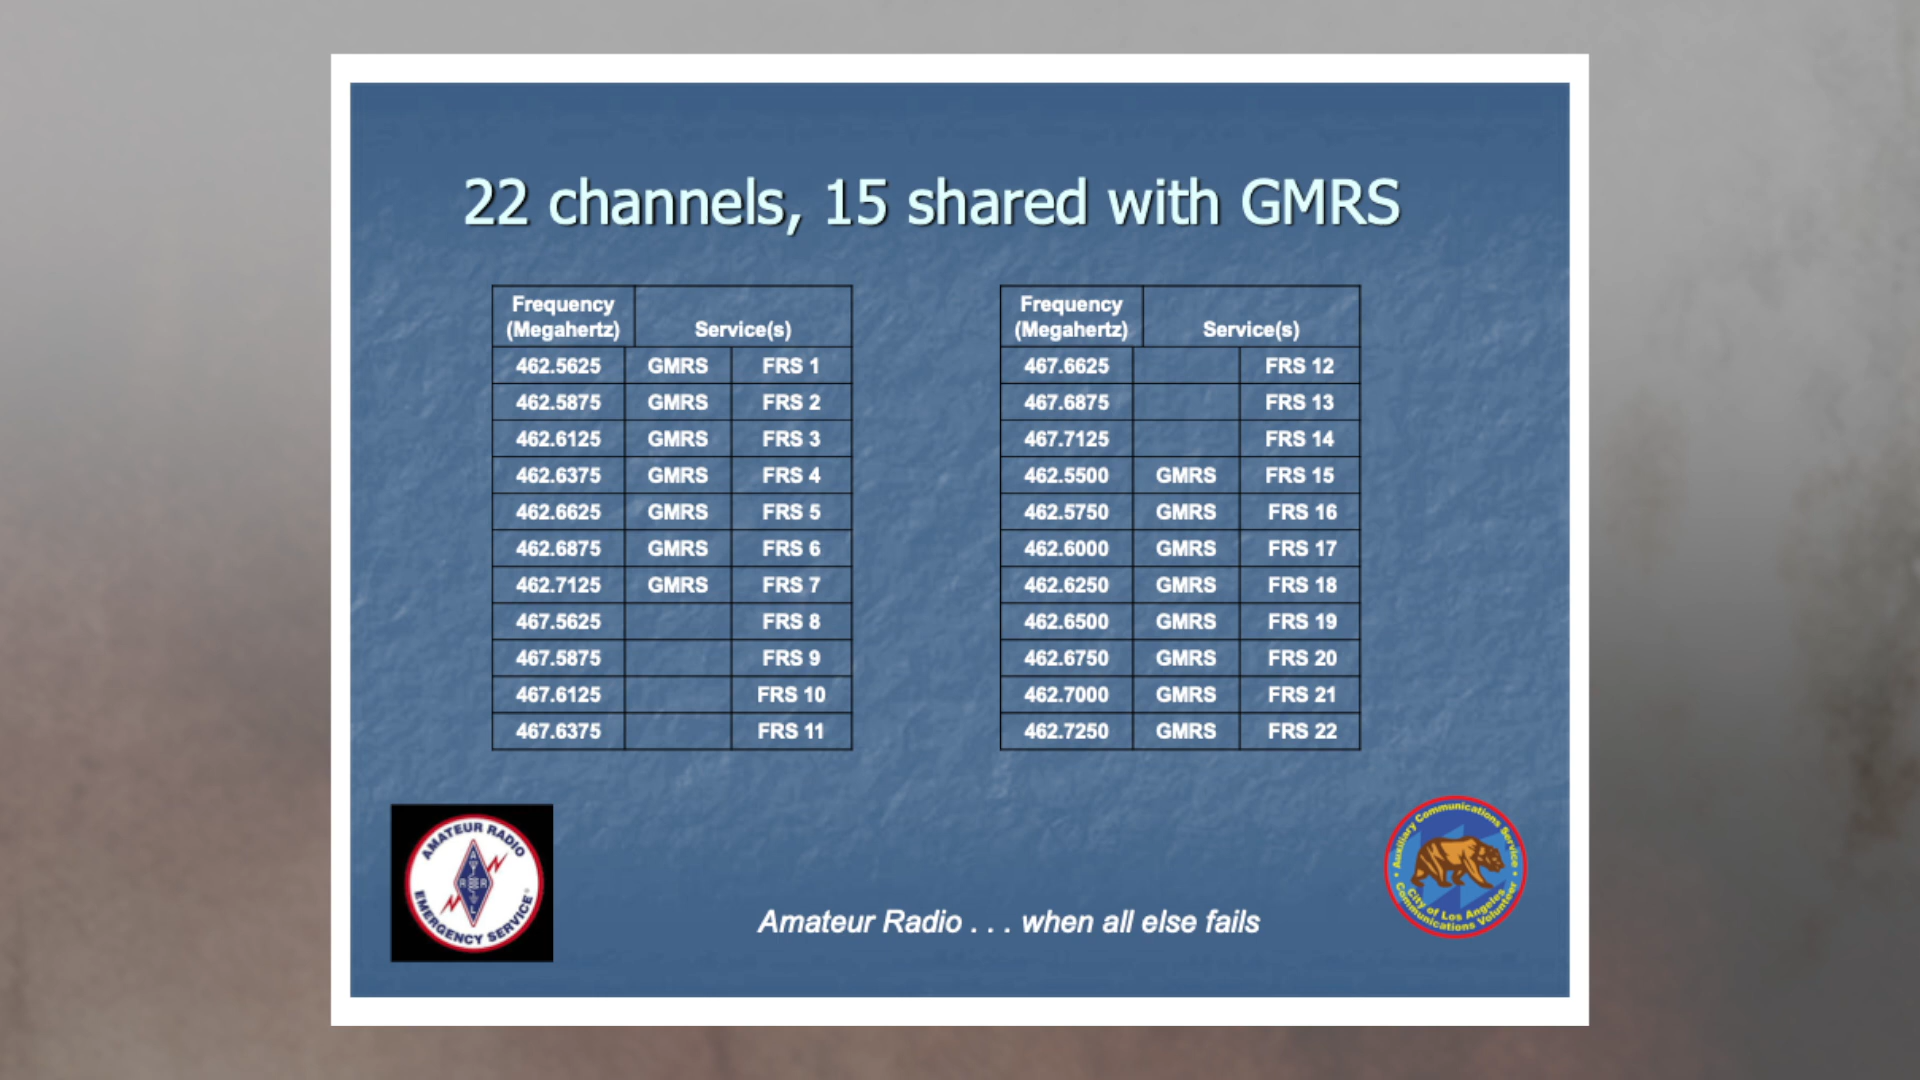 22 channels, 15 shared with GMRS
Frequency
(Megahertz) Service(s)
462.5625 GMRS FRS 1
462.5875 GMRS FRS 2
462.6125 GMRS FRS 3
462.6375 GMRS FRS 4
462.6625 GMRS FRS 5
462.6875 GMRS FRS 6
462.7125 GMRS FRS 7
467.5625 FRS 8
467.5875 FRS 9
467.6125 FRS 10
467.6375 FRS 11
Frequency
(Megahertz) Service(s)
467.6625 FRS 12
467.6875 FRS 13
467.7125 FRS 14
462.5500 GMRS FRS 15
462.5750 GMRS FRS 16
462.6000 GMRS FRS 17
462.6250 GMRS FRS 18
462.6500 GMRS FRS 19
462.6750 GMRS FRS 20
462.7000 GMRS FRS 21
462.7250 GMRS FRS 22
AMATEUR RADIO
A
R R
L
EMERGENCY SERVICE
Amateur Radio . . . when all else fails
Auxiliary Communications Service
City of Los Angeles
Communications Volunteer